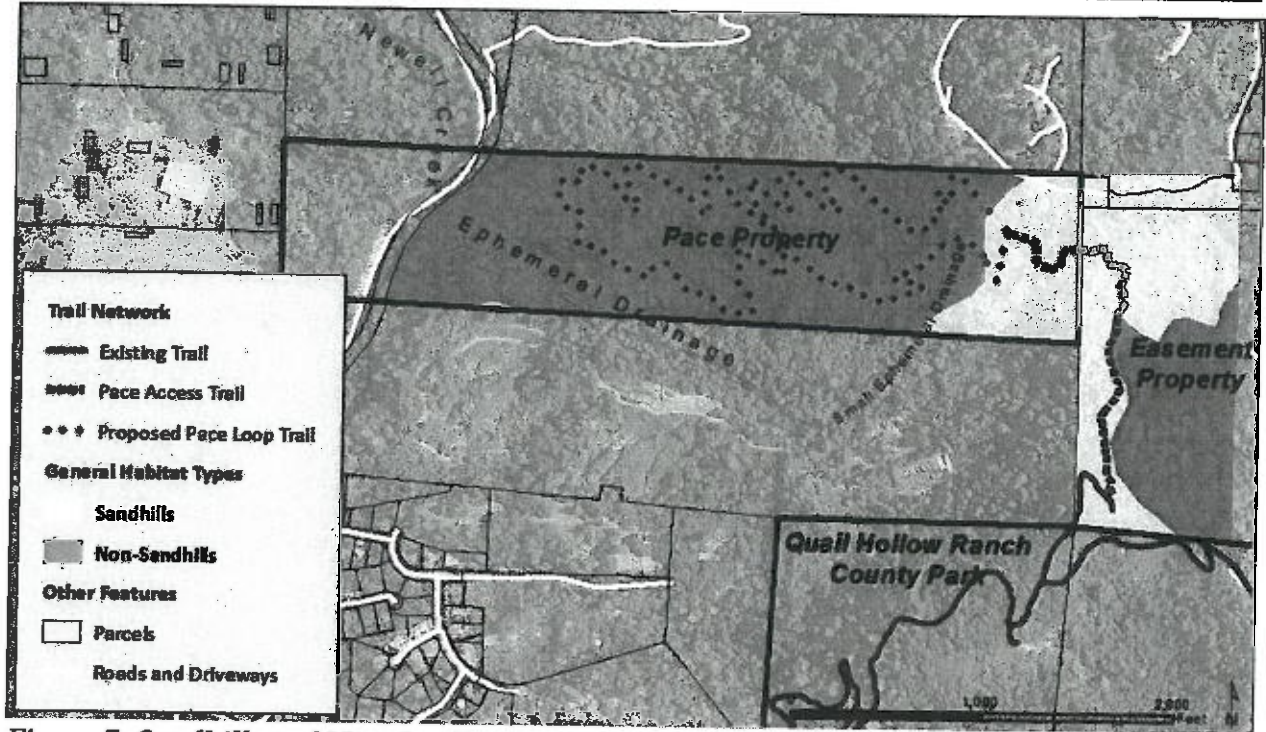 Newell Creek
Ephemeral Drainage
Pace Property
Small Ephemeral Drainage
Easement
Property
Quail Hollow Ranch
County Park
Trail Network
Existing Trail
Pace Access Trail
Proposed Pace Loop Trail
General Habitat Types
Sandhills
Non-Sandhills
Other Features
Parcels
Roads and Driveways
1,000
2,000
Feet
N